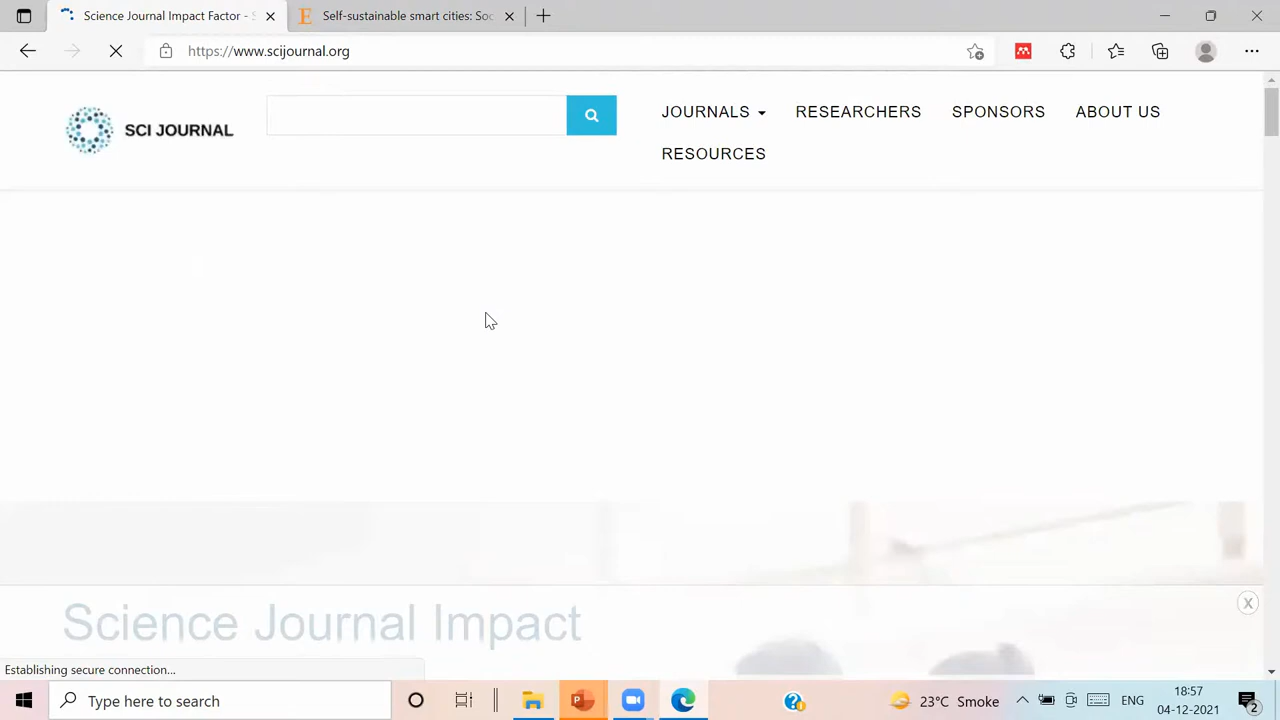 Science Journal Impact Factor - S
Self-sustainable smart cities: Soc
https://www.scijournal.org
SCI JOURNAL
JOURNALS
RESEARCHERS
SPONSORS
ABOUT US
RESOURCES
Science Journal Impact
X
Establishing secure connection...
Type here to search
23°C Smoke
ENG
18:57
04-12-2021
2